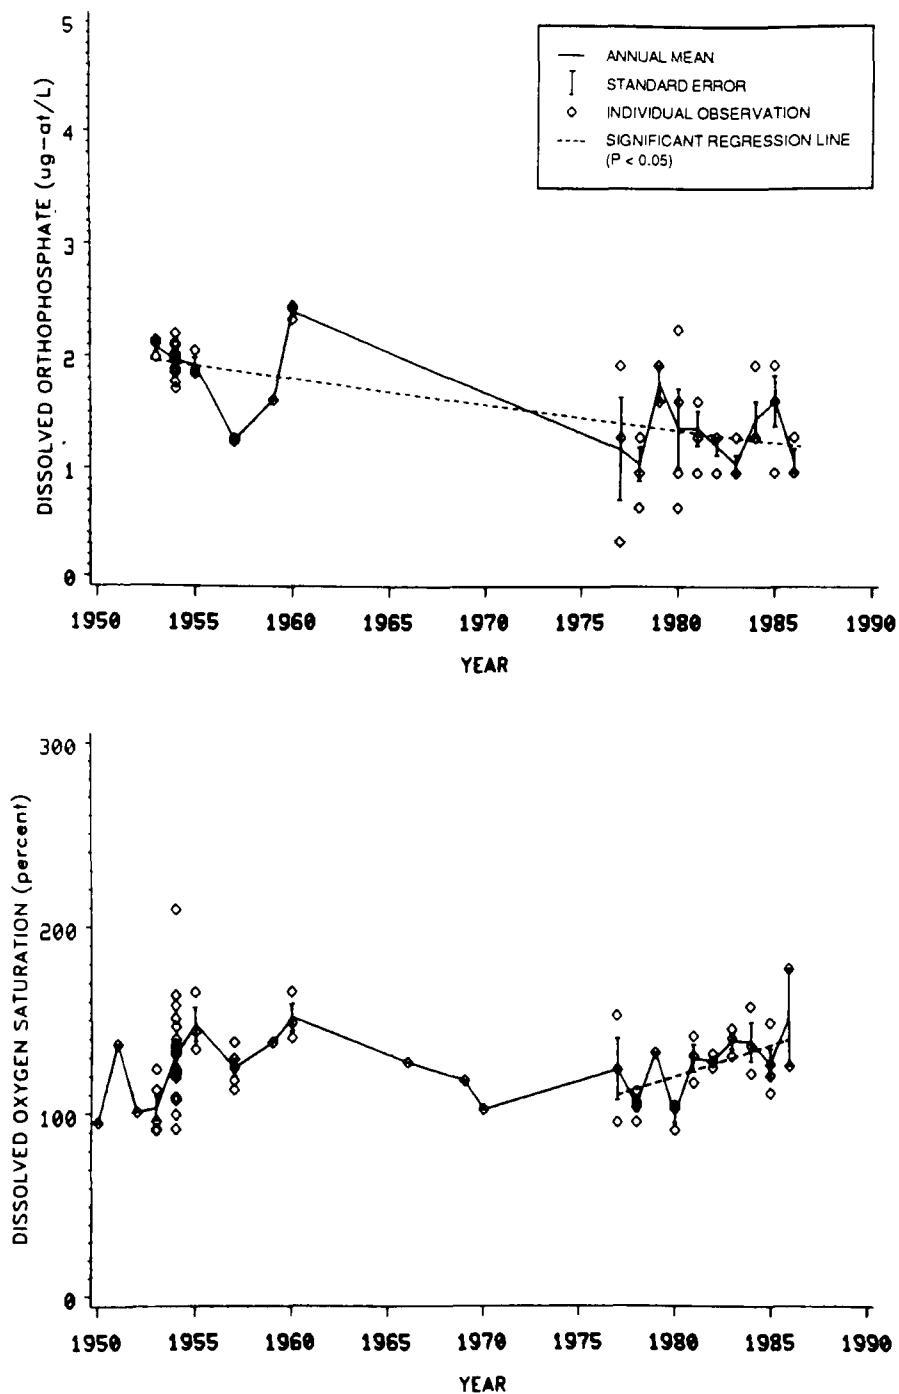 5
ANNUAL MEAN
STANDARD ERROR
INDIVIDUAL OBSERVATION
SIGNIFICANT REGRESSION LINE
(P < 0.05)
4
3
2
1
0
DISSOLVED ORTHOPHOSPHATE (ug-at/L)
1950 1955 1960 1965 1970 1975 1980 1985 1990
YEAR
300
200
100
0
DISSOLVED OXYGEN SATURATION (percent)
1950 1955 1960 1965 1970 1975 1980 1985 1990
YEAR